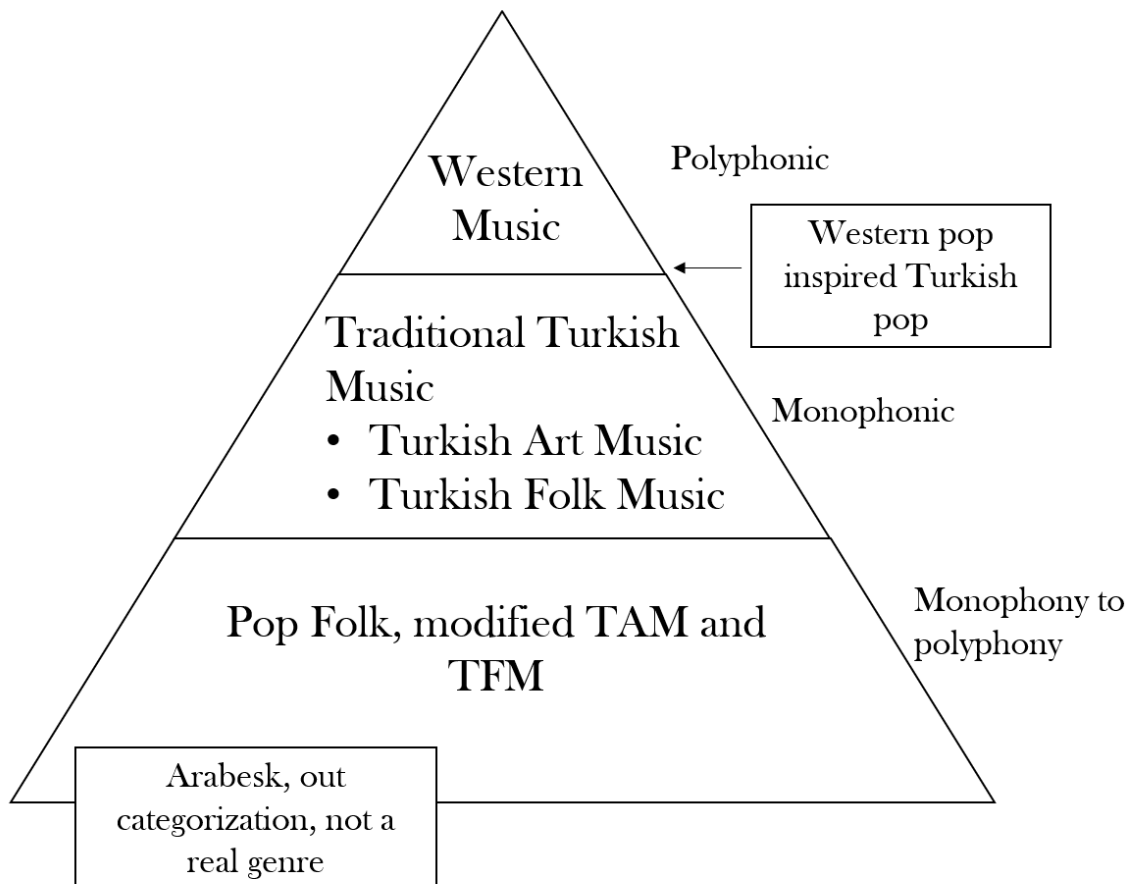 Western
Music
Polyphonic
Western pop
inspired Turkish
pop
Traditional Turkish
Music
• Turkish Art Music
• Turkish Folk Music
Monophonic
Pop Folk, modified TAM and
TFM
Monophony to
polyphony
Arabesk, out
categorization, not a
real genre